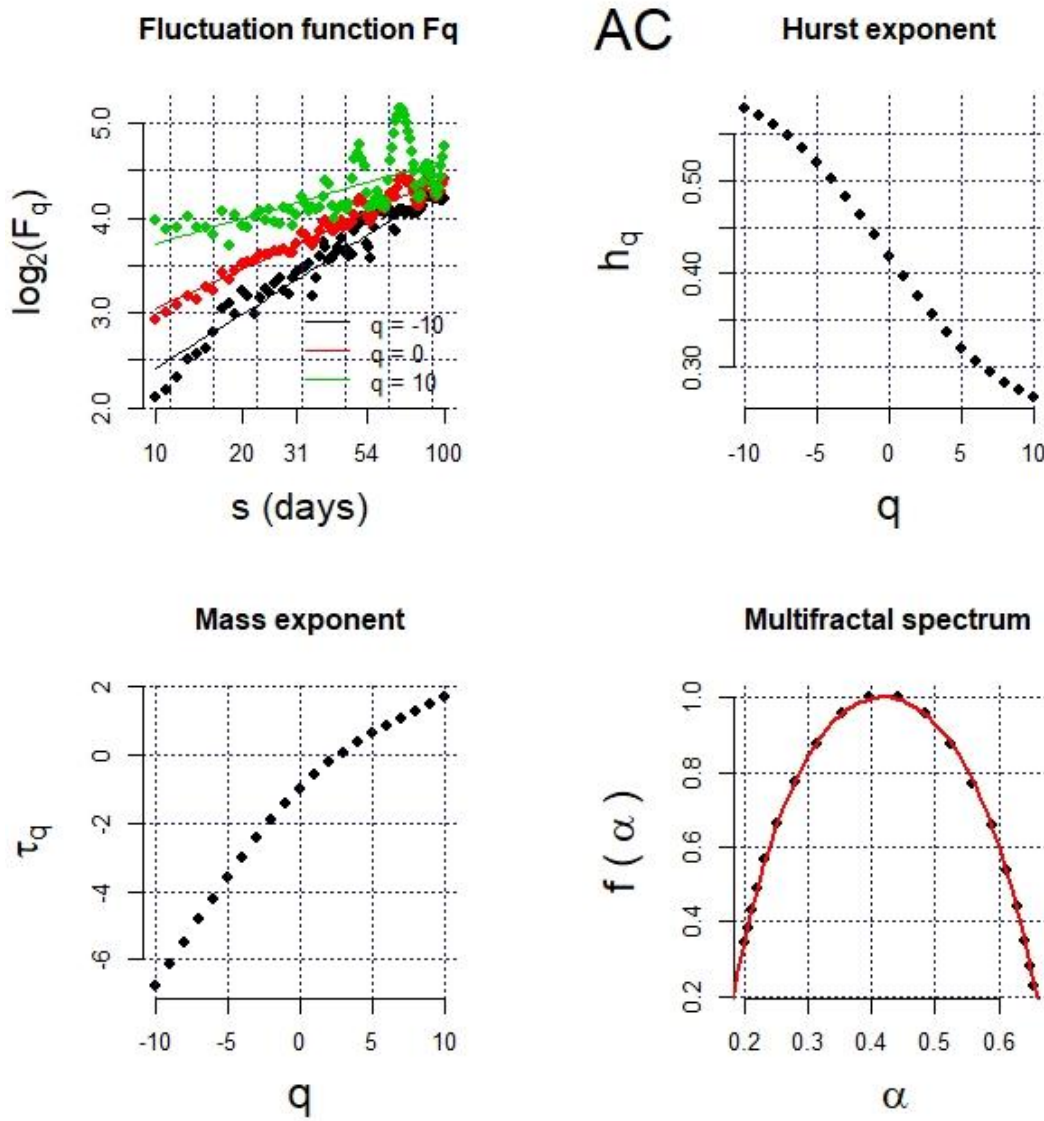 Fluctuation function Fq
AC
Hurst exponent
log₂(F_q)
5.0
4.0
3.0
2.0
q = -10
q = 0
q = 10
10 20 31 54 100
s (days)
h_q
0.50
0.40
0.30
-10 -5 0 5 10
q
Mass exponent
τ_q
2
0
-2
-4
-6
-10 -5 0 5 10
q
Multifractal spectrum
f ( α )
1.0
0.8
0.6
0.4
0.2
0.2 0.3 0.4 0.5 0.6
α